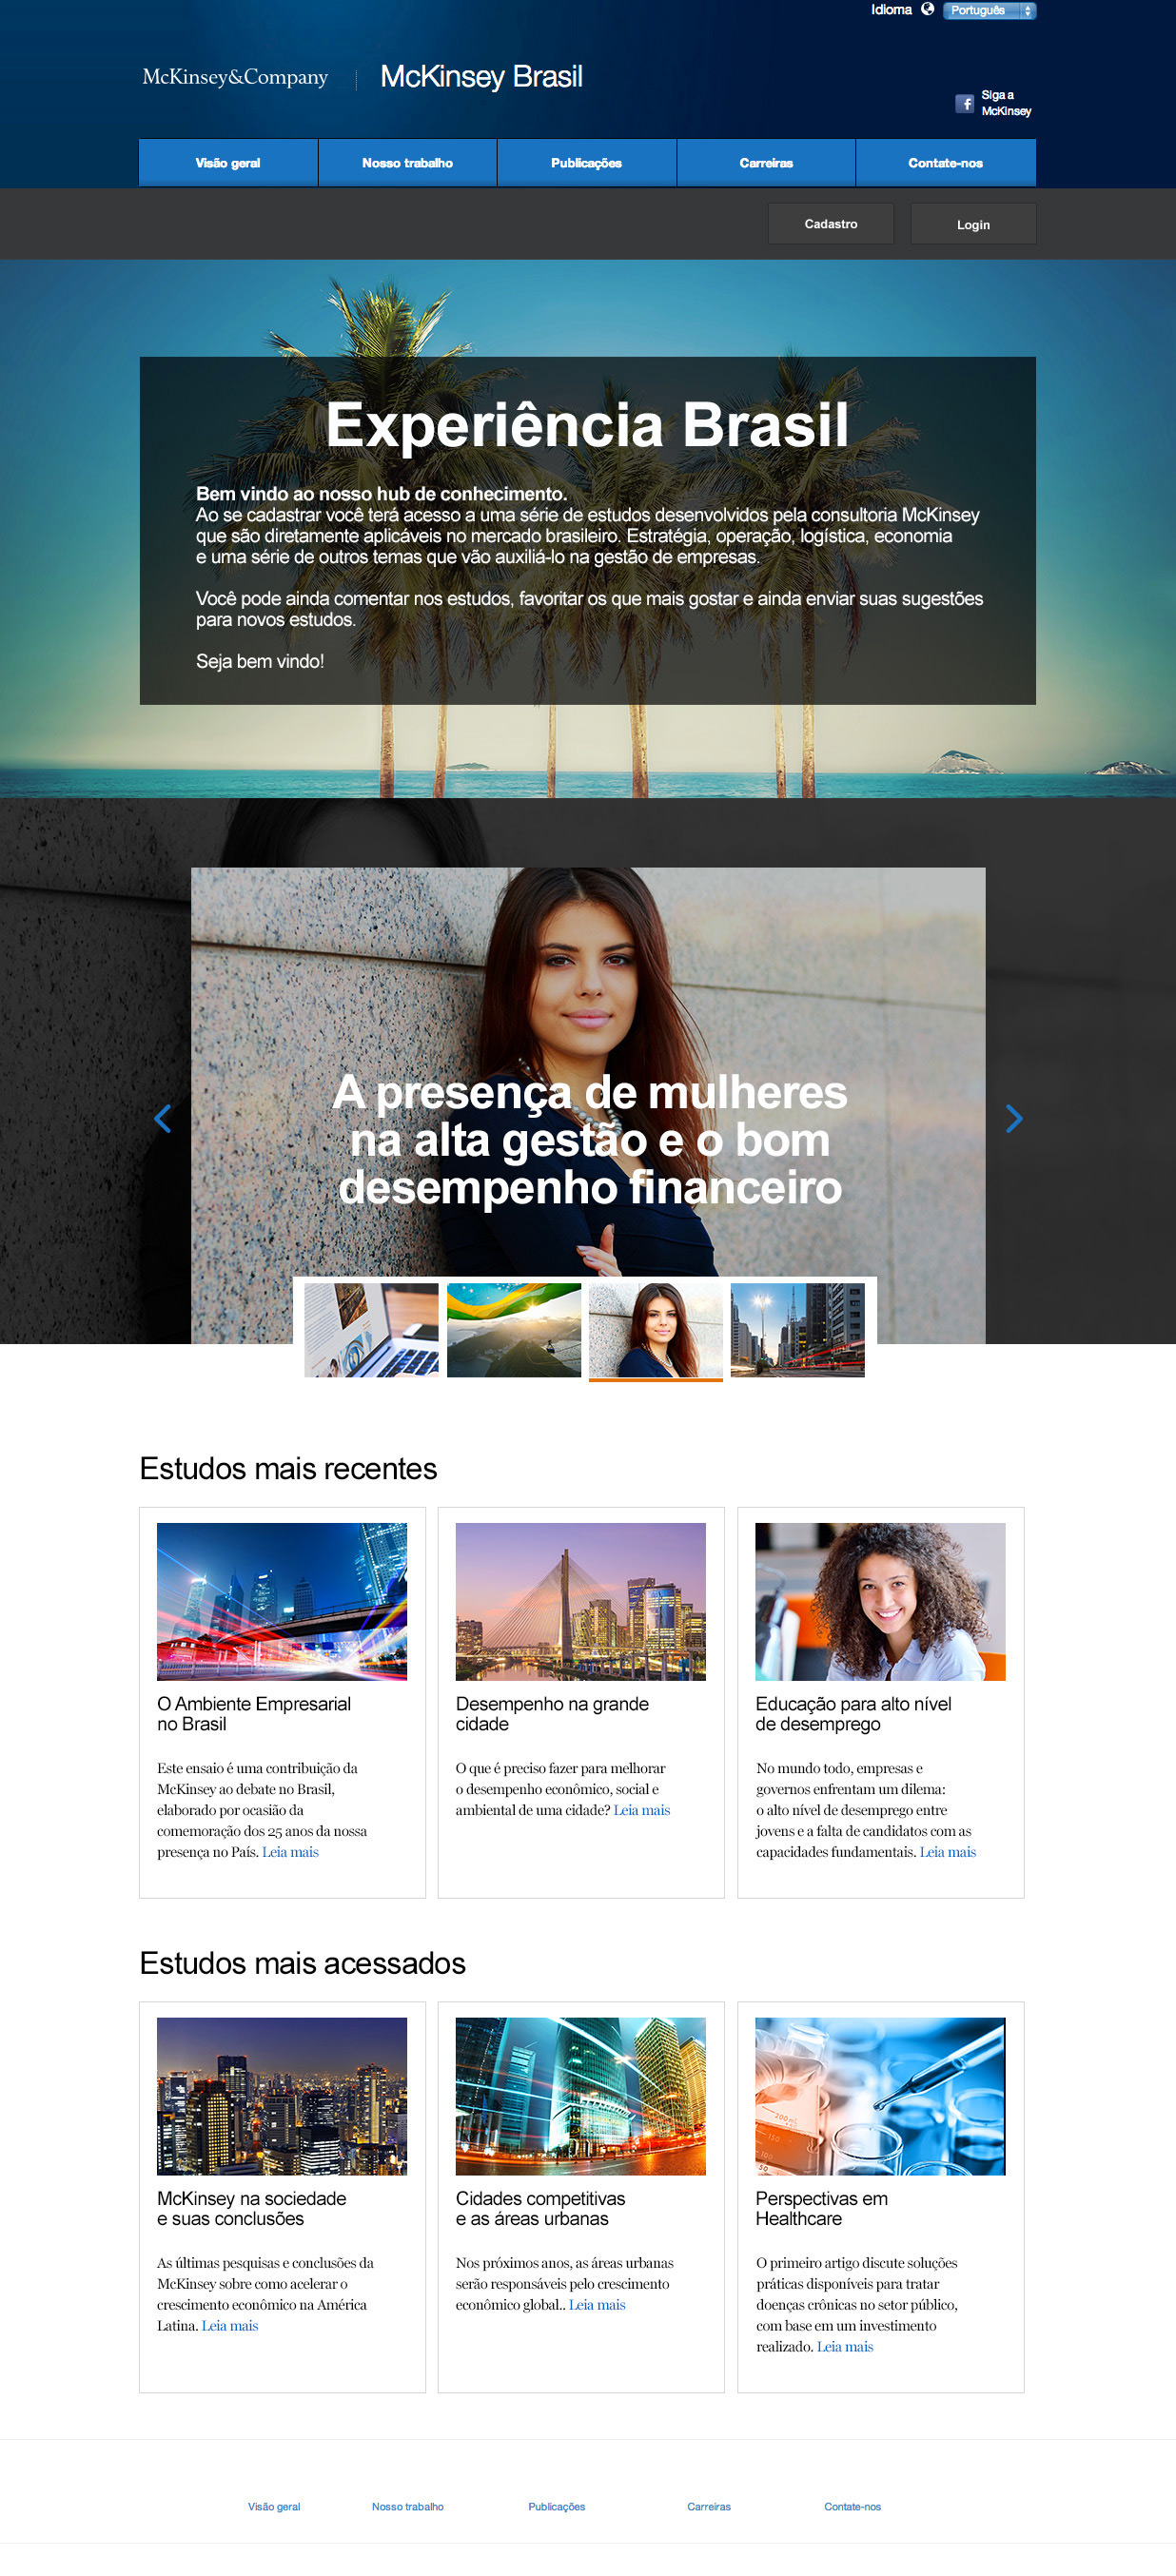 Idioma Português
McKinsey&Company McKinsey Brasil
Siga a
McKinsey
Visão geral Nosso trabalho Publicações Carreiras Contate-nos
Cadastro Login
Experiência Brasil
Bem vindo ao nosso hub de conhecimento.
Ao se cadastrar você terá acesso a uma série de estudos desenvolvidos pela consultoria McKinsey
que são diretamente aplicáveis no mercado brasileiro. Estratégia, operação, logística, economia
e uma série de outros temas que vão auxiliá-lo na gestão de empresas.
Você pode ainda comentar nos estudos, favoritar os que mais gostar e ainda enviar suas sugestões
para novos estudos.
Seja bem vindo!
A presença de mulheres
na alta gestão e o bom
desempenho financeiro
Estudos mais recentes
O Ambiente Empresarial
no Brasil
Este ensaio é uma contribuição da
McKinsey ao debate no Brasil,
elaborado por ocasião da
comemoração dos 25 anos da nossa
presença no País. Leia mais
Desempenho na grande
cidade
O que é preciso fazer para melhorar
o desempenho econômico, social e
ambiental de uma cidade? Leia mais
Educação para alto nível
de desemprego
No mundo todo, empresas e
governos enfrentam um dilema:
o alto nível de desemprego entre
jovens e a falta de candidatos com as
capacidades fundamentais. Leia mais
Estudos mais acessados
McKinsey na sociedade
e suas conclusões
As últimas pesquisas e conclusões da
McKinsey sobre como acelerar o
crescimento econômico na América
Latina. Leia mais
Cidades competitivas
e as áreas urbanas
Nos próximos anos, as áreas urbanas
serão responsáveis pelo crescimento
econômico global.. Leia mais
Perspectivas em
Healthcare
O primeiro artigo discute soluções
práticas disponíveis para tratar
doenças crônicas no setor público,
com base em um investimento
realizado. Leia mais
Visão geral Nosso trabalho Publicações Carreiras Contate-nos